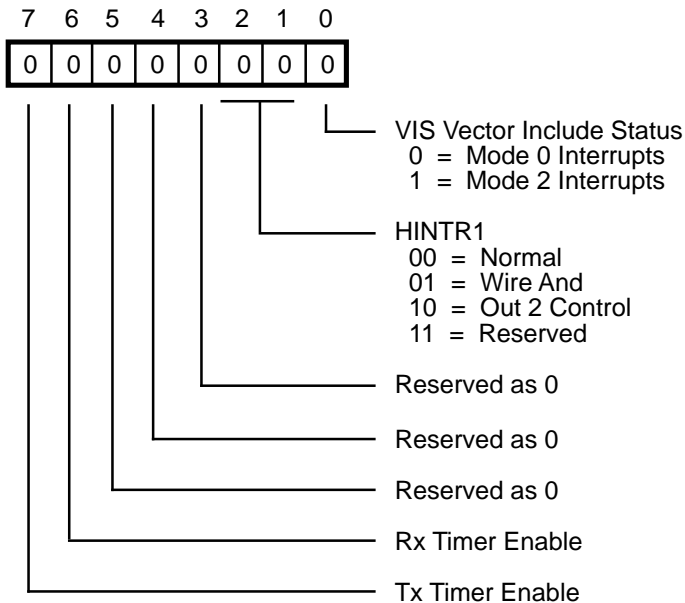 7 6 5 4 3 2 1 0
0 0 0 0 0 0 0 0
VIS Vector Include Status
0 = Mode 0 Interrupts
1 = Mode 2 Interrupts
HINTR1
00 = Normal
01 = Wire And
10 = Out 2 Control
11 = Reserved
Reserved as 0
Reserved as 0
Reserved as 0
Rx Timer Enable
Tx Timer Enable